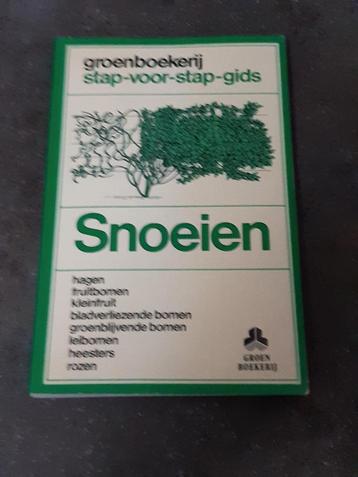 groenboekerij
stap-voor-stap-gids
Snoeien
hagen
fruitbomen
kleinfruit
bladverliezende bomen
groenblijvende bomen
leibomen
heesters
rozen
GROEN
BOEKERIJ